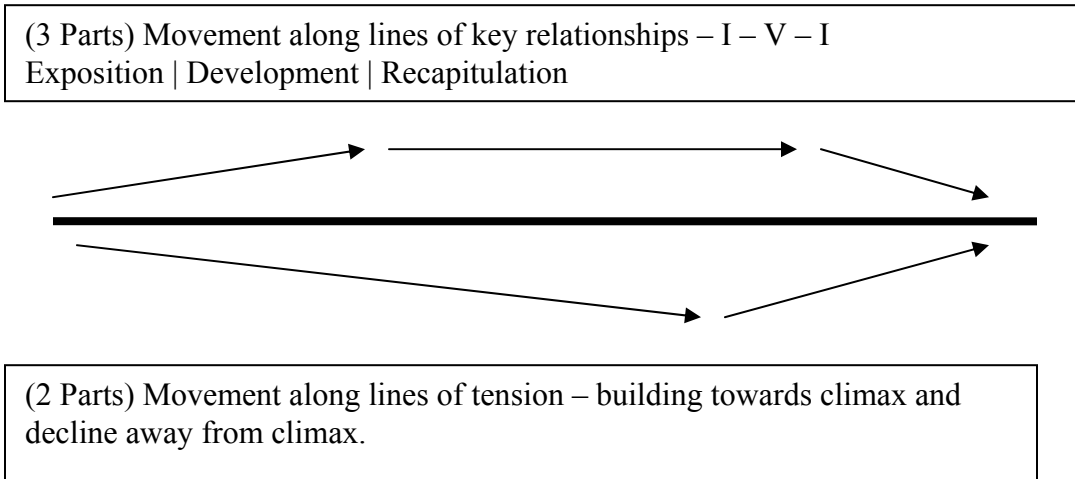 (3 Parts) Movement along lines of key relationships – I – V – I
Exposition | Development | Recapitulation
(2 Parts) Movement along lines of tension – building towards climax and
decline away from climax.